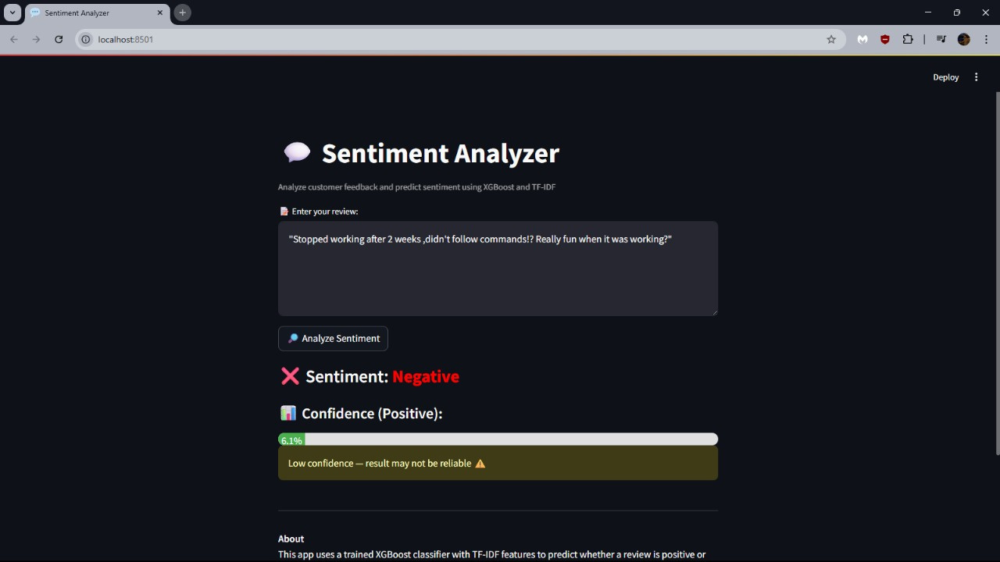 Sentiment Analyzer
localhost:8501
Deploy
Sentiment Analyzer
Analyze customer feedback and predict sentiment using XGBoost and TF-IDF
Enter your review:
"Stopped working after 2 weeks ,didn't follow commands!? Really fun when it was working?"
Analyze Sentiment
Sentiment: Negative
Confidence (Positive):
6.1%
Low confidence — result may not be reliable
About
This app uses a trained XGBoost classifier with TF-IDF features to predict whether a review is positive or